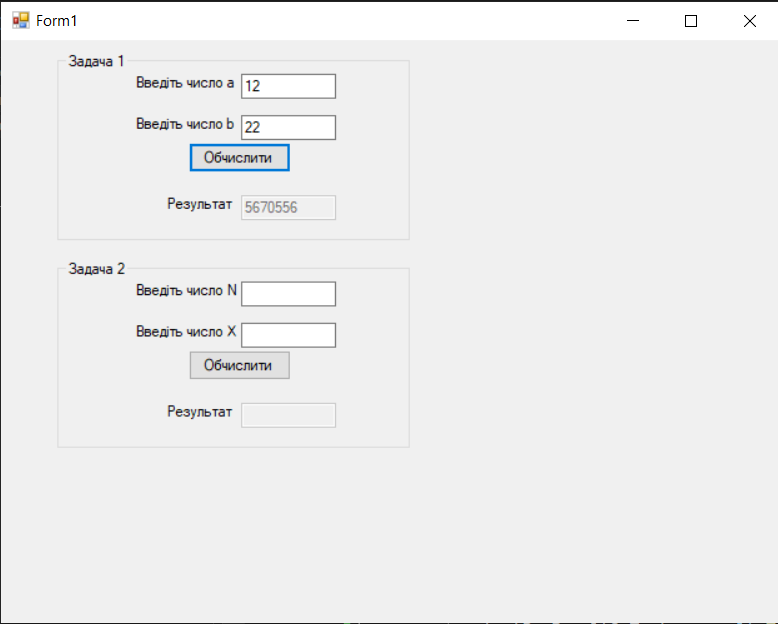 Form1
Задача 1
Введіть число a 12
Введіть число b 22
Обчислити
Результат 5670556
Задача 2
Введіть число N
Введіть число X
Обчислити
Результат